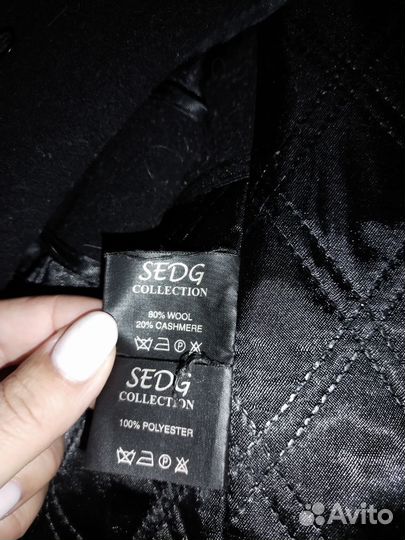 SEDG
COLLECTION
80% WOOL
20% CASHMERE
SEDG
COLLECTION
100% POLYESTER
Avito